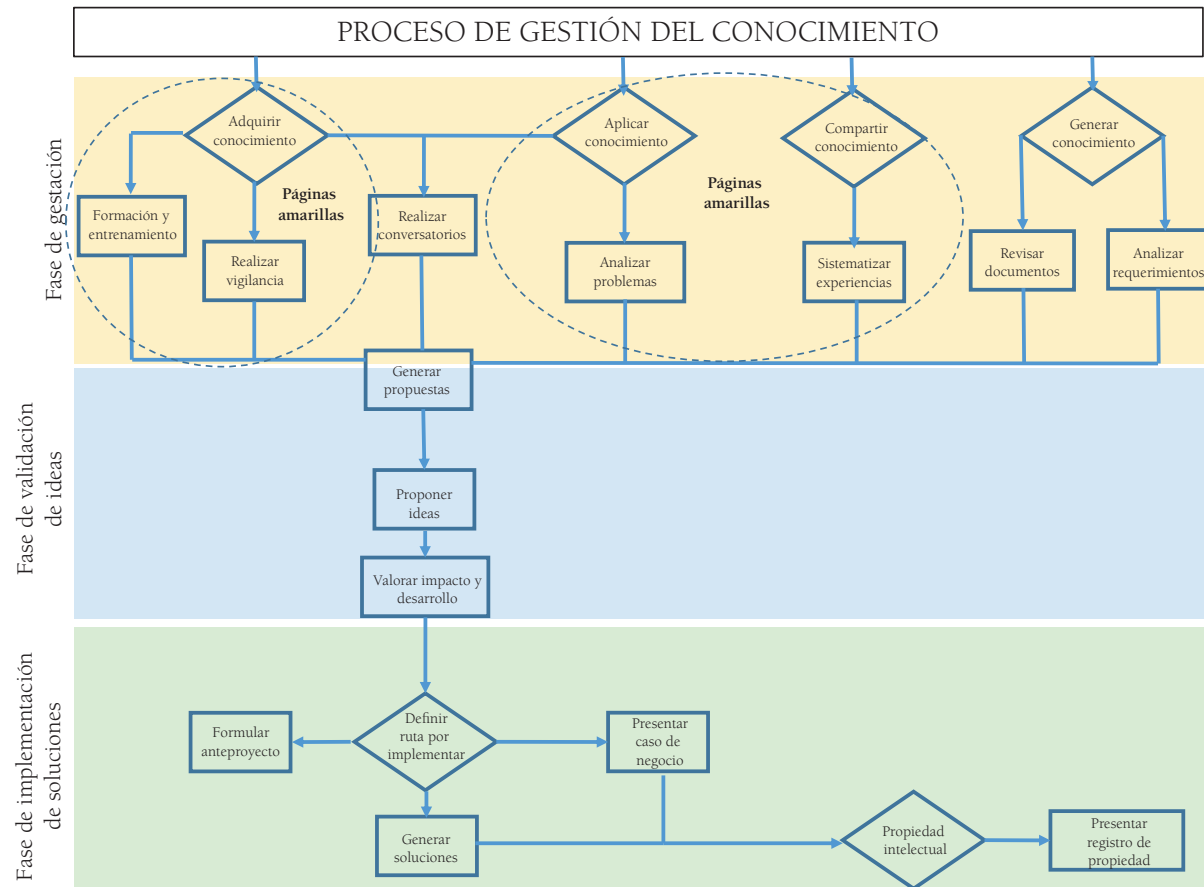 PROCESO DE GESTIÓN DEL CONOCIMIENTO
Fase de gestación
Adquirir
conocimiento
Aplicar
conocimiento
Compartir
conocimiento
Generar
conocimiento
Páginas
amarillas
Páginas
amarillas
Formación y
entrenamiento
Realizar
vigilancia
Realizar
conversatorios
Analizar
problemas
Sistematizar
experiencias
Revisar
documentos
Analizar
requerimientos
Generar
propuestas
Fase de validación
de ideas
Proponer
ideas
Valorar impacto y
desarrollo
Fase de implementación
de soluciones
Formular
anteproyecto
Definir
ruta por
implementar
Presentar
caso de
negocio
Generar
soluciones
Propiedad
intelectual
Presentar
registro de
propiedad